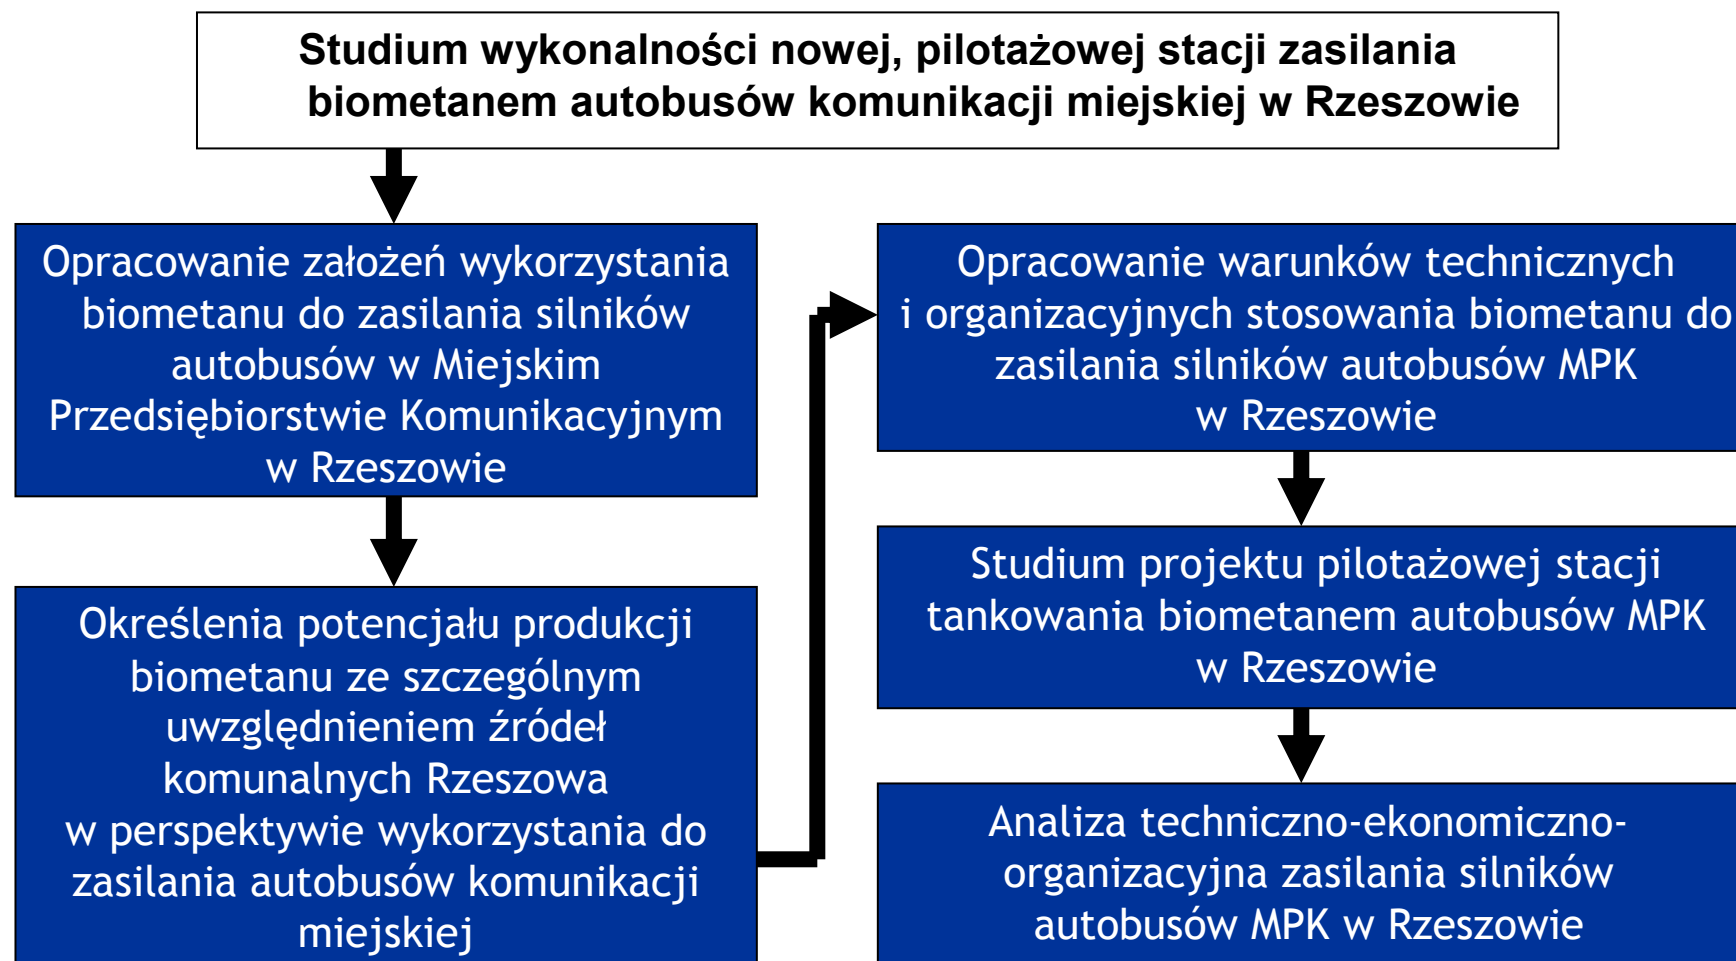 Studium wykonalności nowej, pilotażowej stacji zasilania
biometanem autobusów komunikacji miejskiej w Rzeszowie
Opracowanie założeń wykorzystania
biometanu do zasilania silników
autobusów w Miejskim
Przedsiębiorstwie Komunikacyjnym
w Rzeszowie
Określenia potencjału produkcji
biometanu ze szczególnym
uwzględnieniem źródeł
komunalnych Rzeszowa
w perspektywie wykorzystania do
zasilania autobusów komunikacji
miejskiej
Opracowanie warunków technicznych
i organizacyjnych stosowania biometanu do
zasilania silników autobusów MPK
w Rzeszowie
Studium projektu pilotażowej stacji
tankowania biometanem autobusów MPK
w Rzeszowie
Analiza techniczno-ekonomiczno-
organizacyjna zasilania silników
autobusów MPK w Rzeszowie